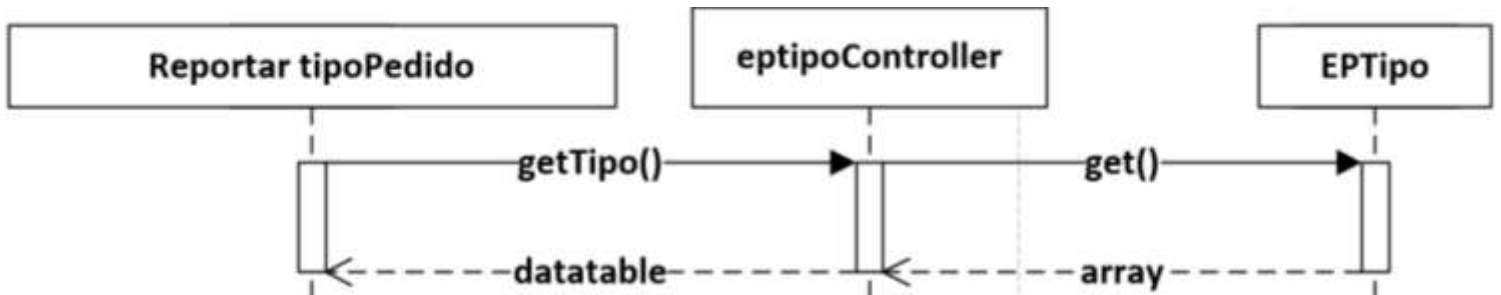 Reportar tipoPedido
eptipoController
EPTipo
getTipo()
get()
datatable
array